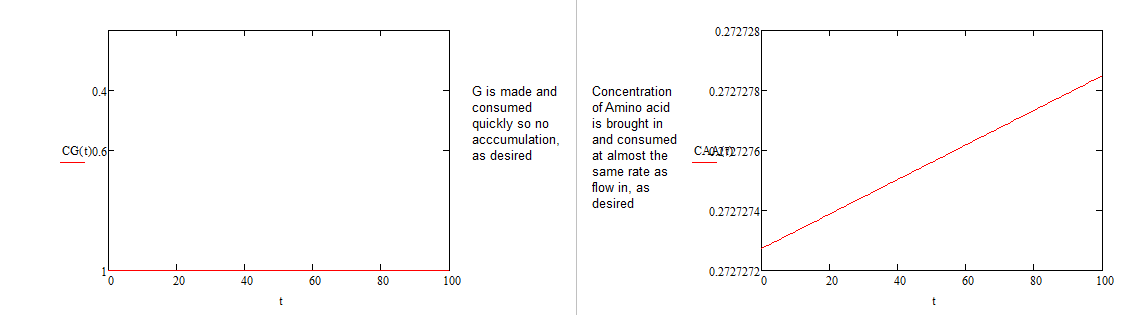 0.4
CG(t)
0.6
1
0
20
40
60
80
100
t
G is made and
consumed
quickly so no
acccumulation,
as desired
Concentration
of Amino acid
is brought in
and consumed
at almost the
same rate as
flow in, as
desired
0.272728
0.2727278
CAA(t)
0.2727276
0.2727274
0.2727272
0
20
40
60
80
100
t